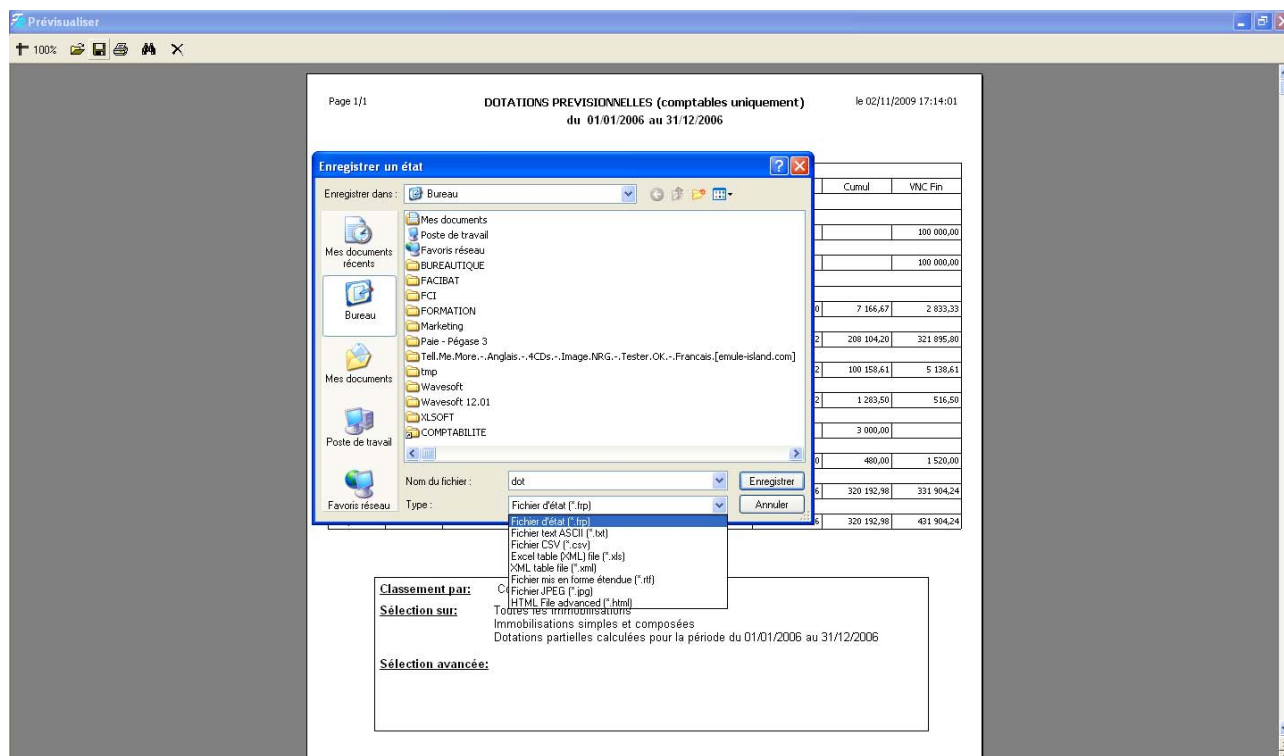 Prévisualiser
100%
Page 1/1
DOTATIONS PREVISIONNELLES (comptables uniquement)
le 02/11/2009 17:14:01
du 01/01/2006 au 31/12/2006
Enregistrer un état
Enregistrer dans :
Bureau
Mes documents récents
Bureau
Mes documents
Poste de travail
Favoris réseau
Mes documents
Poste de travail
Favoris réseau
BUREAUTIQUE
FACIBAT
FCI
FORMATION
Marketing
Paie - Pégase 3
Tell.Me.More.-.Anglais.-.4CDs.-.Image.NRG.-.Tester.OK.-.Francais.[emule-island.com]
tmp
Wavesoft
Wavesoft 12.01
XLSOFT
COMPTABILITE
Nom du fichier :
dot
Enregistrer
Type :
Fichier d'état (*.frp)
Annuler
Fichier d'état (*.frp)
Fichier text ASCII (*.txt)
Fichier CSV (*.csv)
Excel table (XML) file (*.xls)
XML table file (*.xml)
Fichier mis en forme étendue (*.rtf)
Fichier JPEG (*.jpg)
HTML File advanced (*.html)
Cumul VNC Fin
100 000,00
100 000,00
0 7 166,67 2 833,33
2 208 104,20 321 895,80
2 100 158,61 5 138,61
2 1 283,50 516,50
3 000,00
0 480,00 1 520,00
6 320 192,98 331 904,24
6 320 192,98 431 904,24
Classement par:
Sélection sur:
Toutes les immobilisations
Immobilisations simples et composées
Dotations partielles calculées pour la période du 01/01/2006 au 31/12/2006
Sélection avancée: